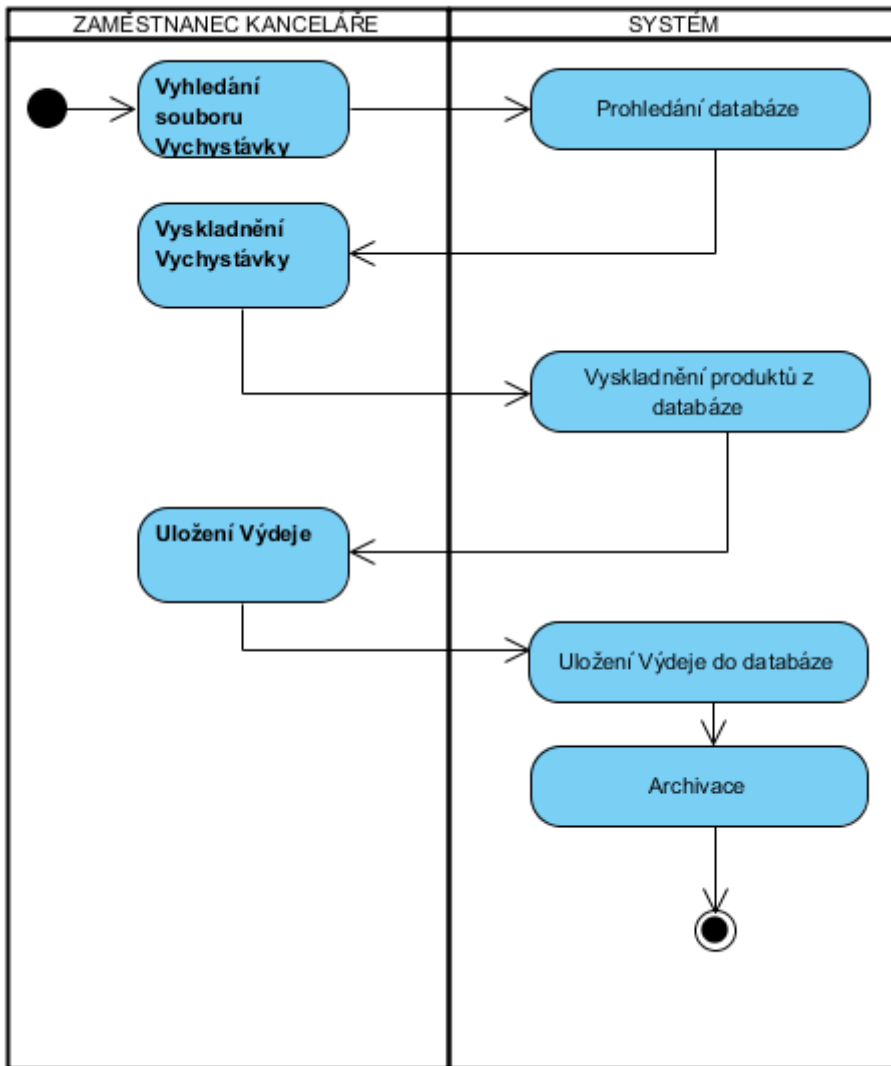 ZAMĚSTNANEC KANCELÁŘE
SYSTÉM
Vyhledání
souboru
Vychystávky
Prohledání databáze
Vyskladnění
Vychystávky
Vyskladnění produktů z
databáze
Uložení Výdeje
Uložení Výdeje do databáze
Archivace